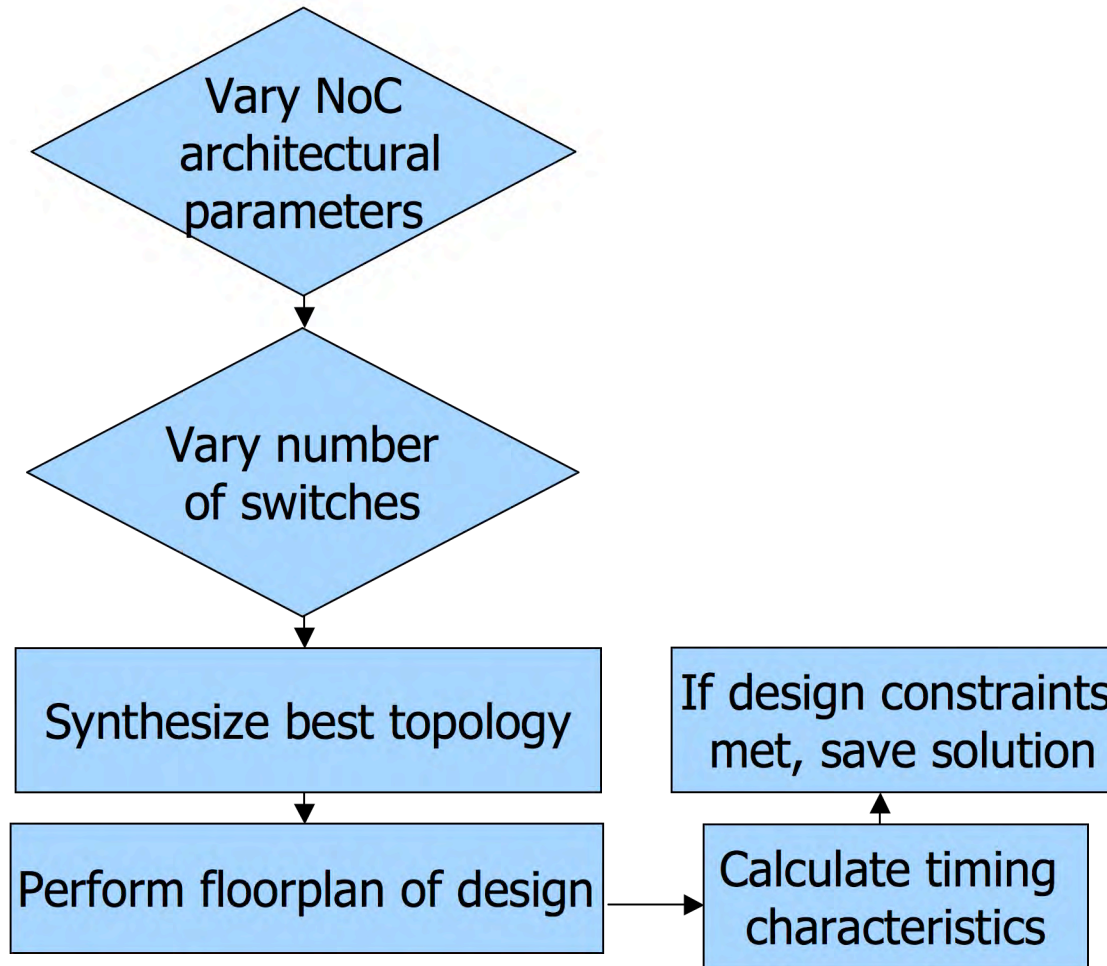 Vary NoC
architectural
parameters
Vary number
of switches
Synthesize best topology
Perform floorplan of design
Calculate timing
characteristics
If design constraints
met, save solution